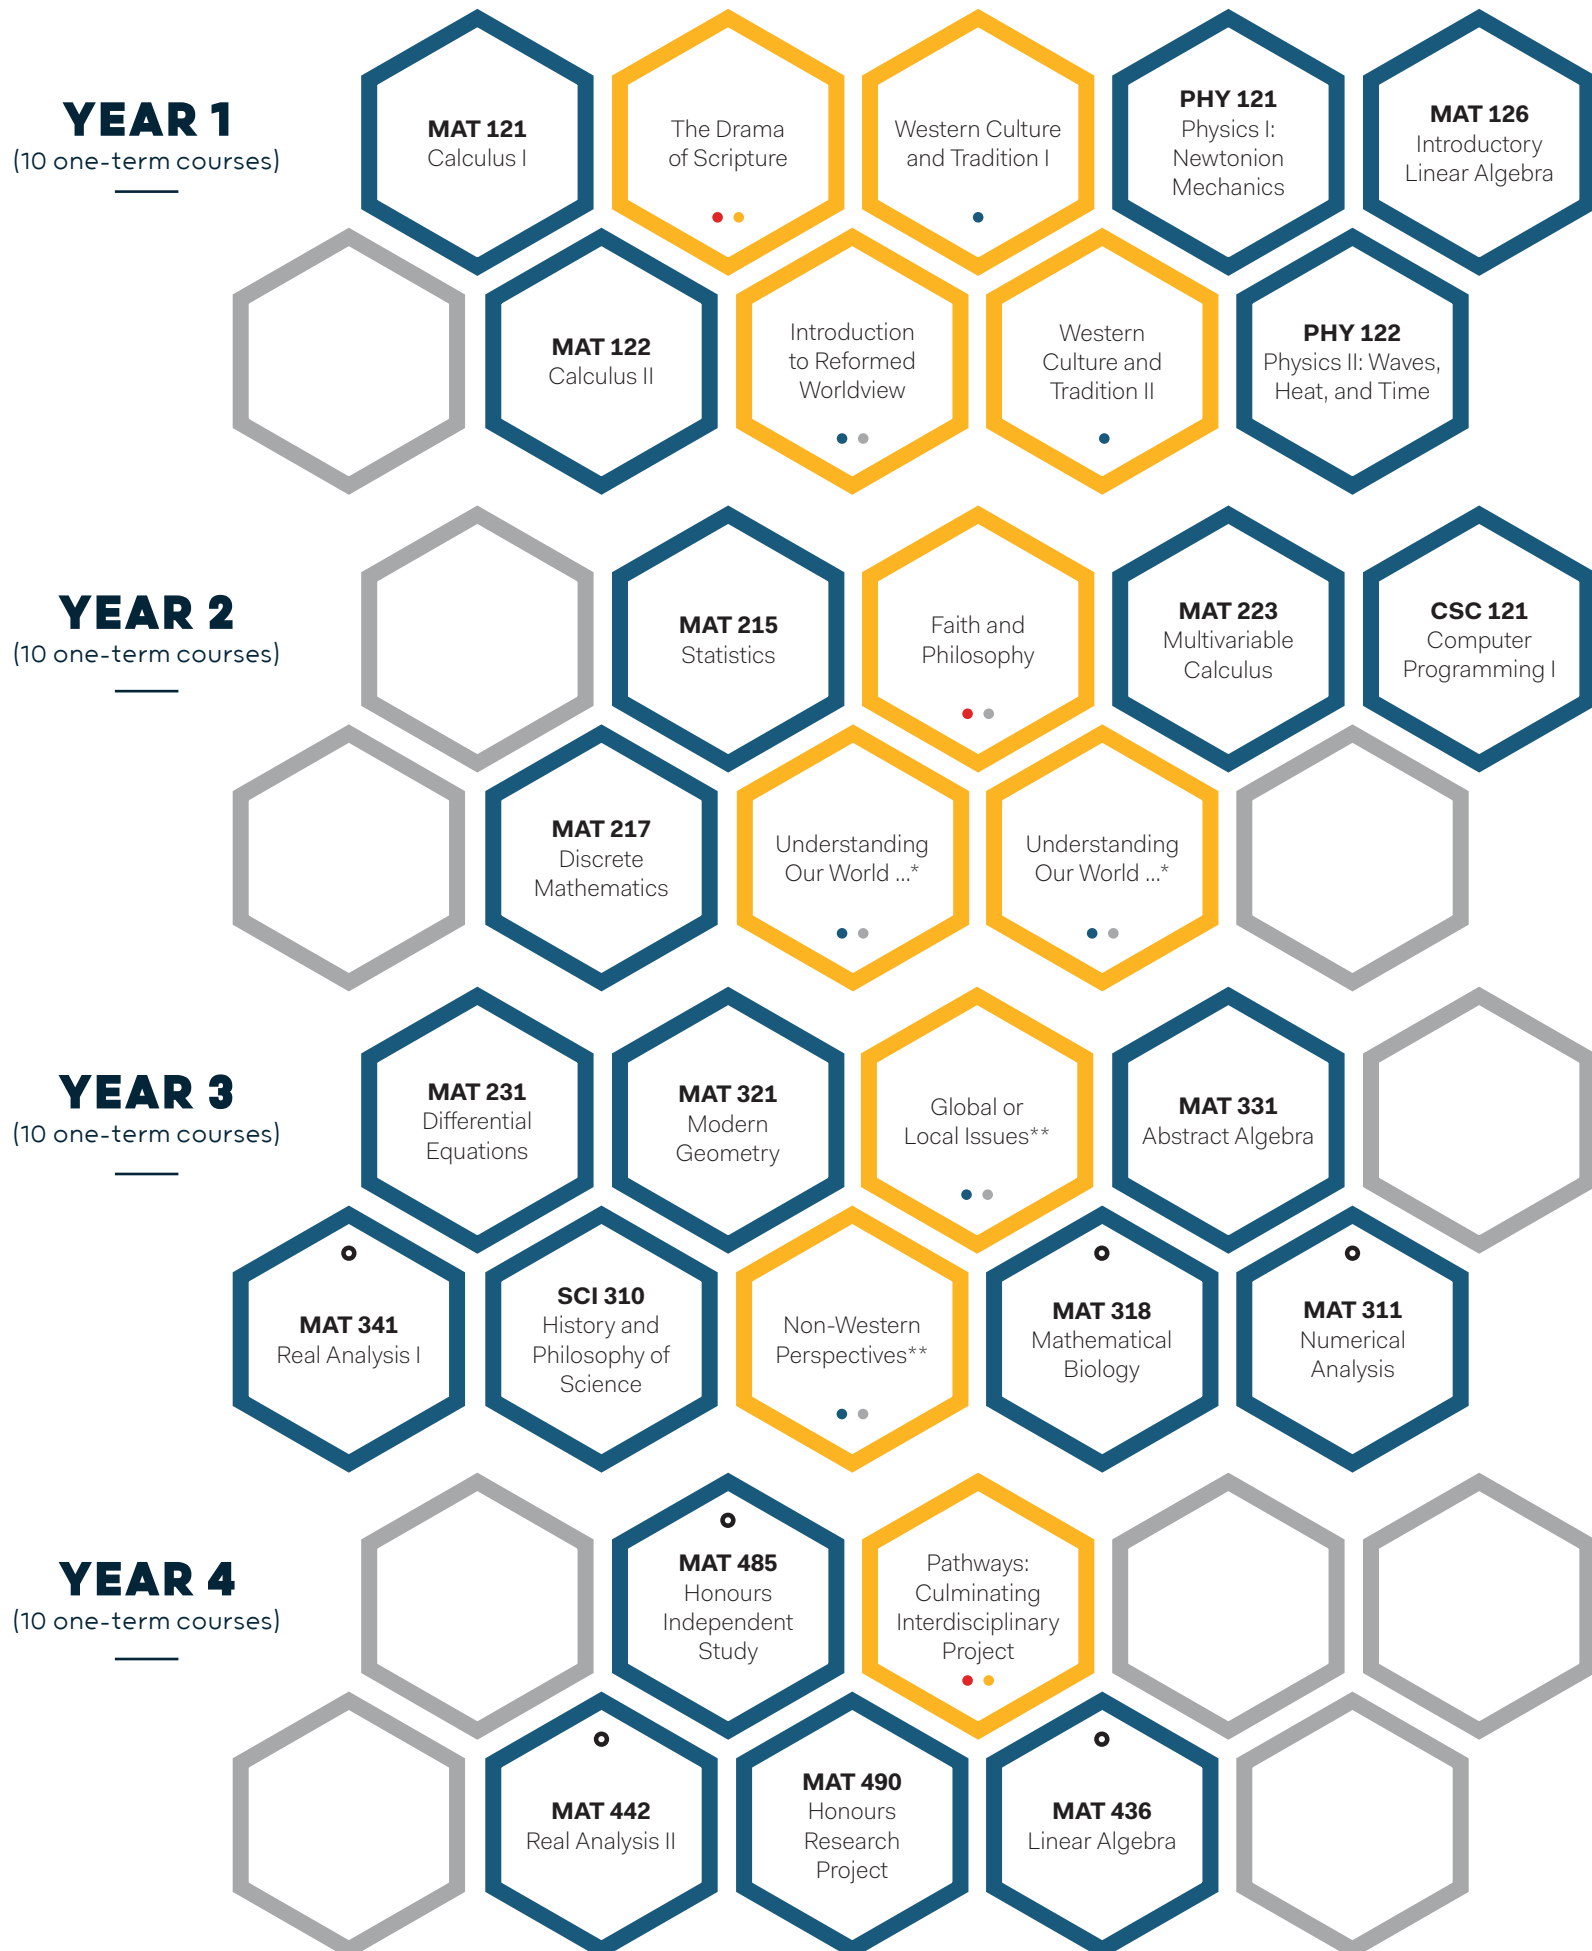 YEAR 1
(10 one-term courses)
MAT 121
Calculus I
The Drama
of Scripture
Western Culture
and Tradition I
PHY 121
Physics I:
Newtonion
Mechanics
MAT 126
Introductory
Linear Algebra
MAT 122
Calculus II
Introduction
to Reformed
Worldview
Western
Culture and
Tradition II
PHY 122
Physics II: Waves,
Heat, and Time
YEAR 2
(10 one-term courses)
MAT 215
Statistics
Faith and
Philosophy
MAT 223
Multivariable
Calculus
CSC 121
Computer
Programming I
MAT 217
Discrete
Mathematics
Understanding
Our World ...*
Understanding
Our World ...*
YEAR 3
(10 one-term courses)
MAT 231
Differential
Equations
MAT 321
Modern
Geometry
Global or
Local Issues**
MAT 331
Abstract Algebra
MAT 341
Real Analysis I
SCI 310
History and
Philosophy of
Science
Non-Western
Perspectives**
MAT 318
Mathematical
Biology
MAT 311
Numerical
Analysis
YEAR 4
(10 one-term courses)
MAT 485
Honours
Independent
Study
Pathways:
Culminating
Interdisciplinary
Project
MAT 442
Real Analysis II
MAT 490
Honours
Research
Project
MAT 436
Linear Algebra